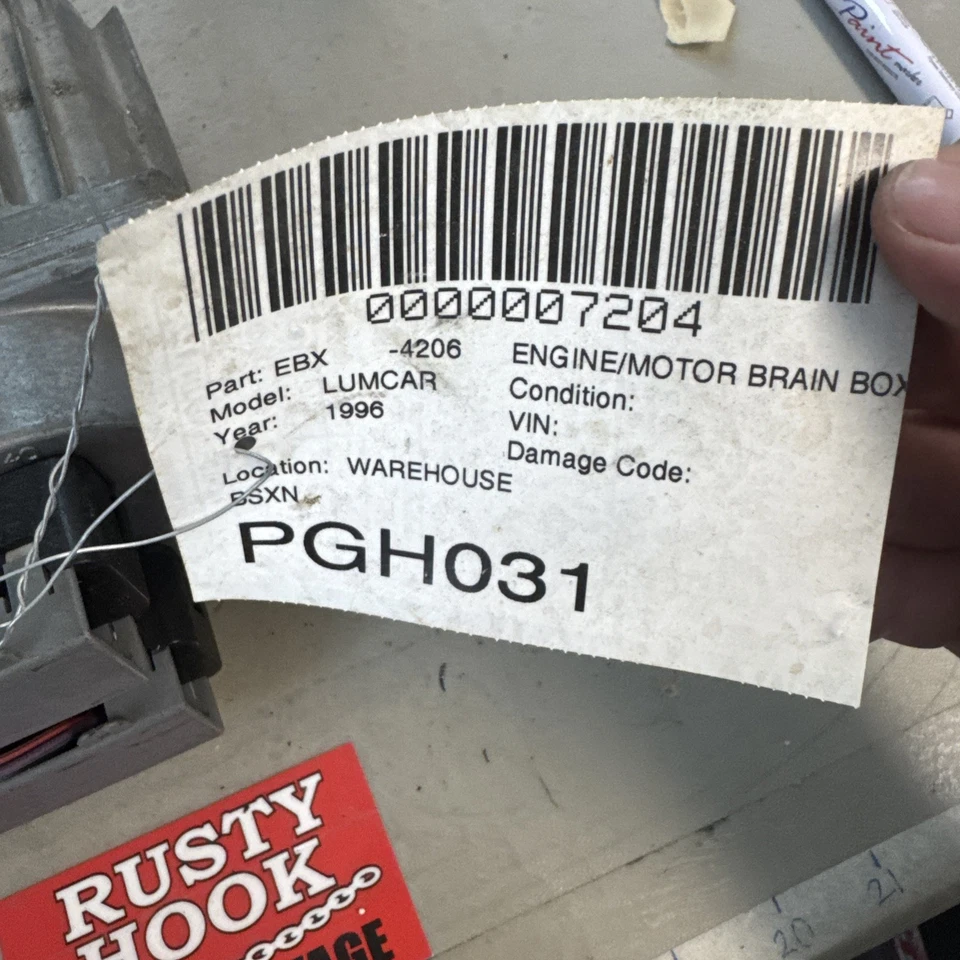 Paint
marker
0000007204
Part: EBX -4206 ENGINE/MOTOR BRAIN BOX
Model: LUMCAR Condition:
Year: 1996 VIN:
Damage Code:
Location: WAREHOUSE
BSXN
PGH031
RUSTY
HOOK
20 21